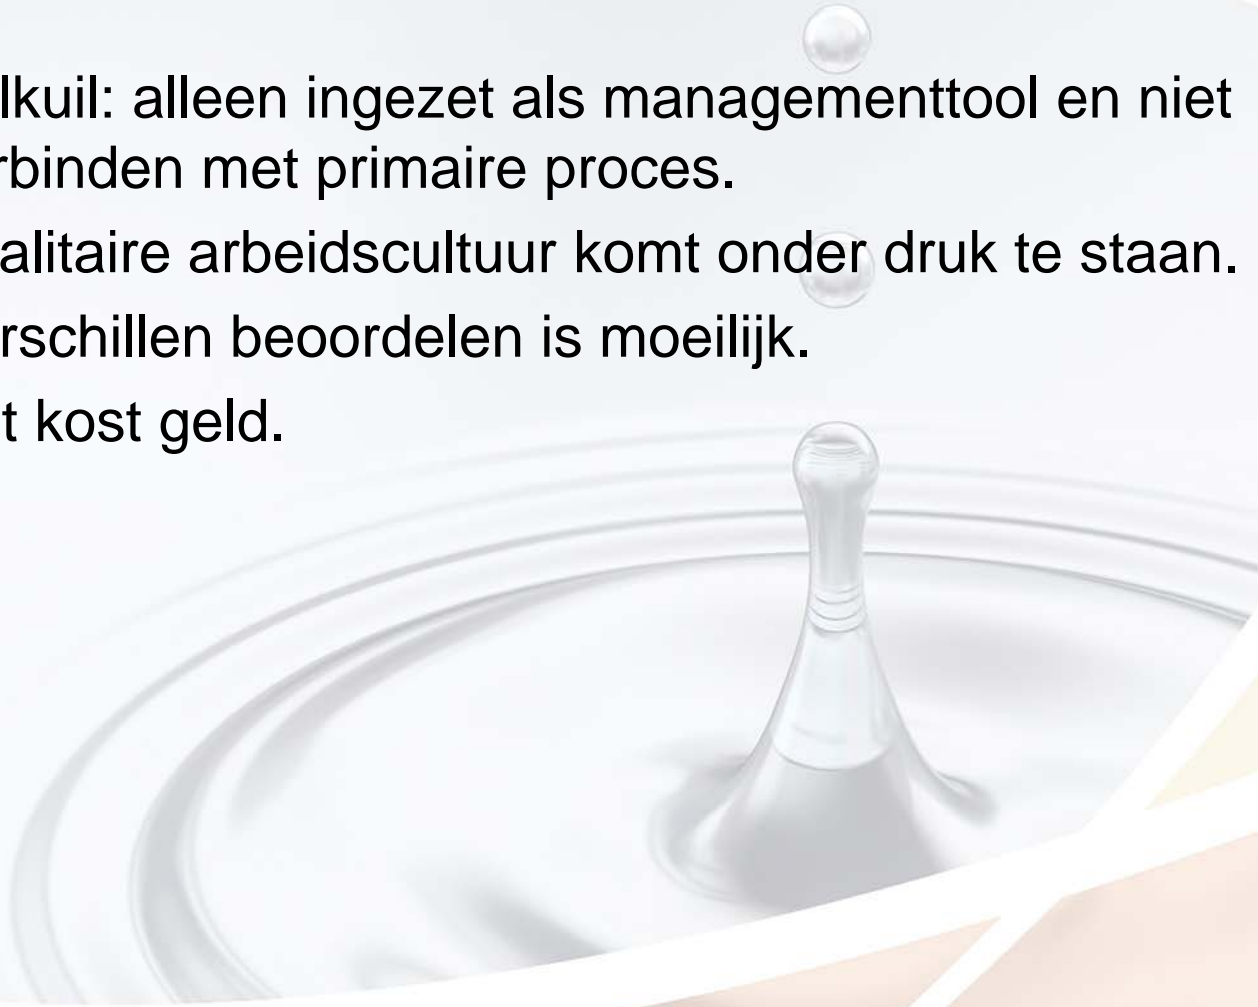 lkuil: alleen ingezet als managementtool en niet
rbinden met primaire proces.
alitaire arbeidscultuur komt onder druk te staan.
rschillen beoordelen is moeilijk.
t kost geld.